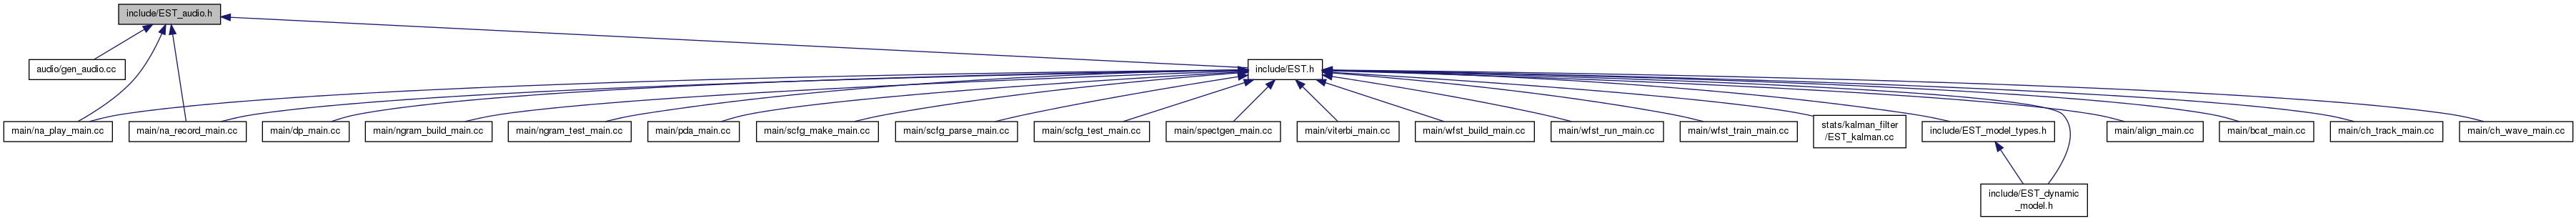 include/EST_audio.h
audio/gen_audio.cc
include/EST.h
main/na_play_main.cc
main/na_record_main.cc
main/dp_main.cc
main/ngram_build_main.cc
main/ngram_test_main.cc
main/pda_main.cc
main/scfg_make_main.cc
main/scfg_parse_main.cc
main/scfg_test_main.cc
main/spectgen_main.cc
main/viterbi_main.cc
main/wfst_build_main.cc
main/wfst_run_main.cc
main/wfst_train_main.cc
stats/kalman_filter
/EST_kalman.cc
include/EST_model_types.h
main/align_main.cc
main/bcat_main.cc
main/ch_track_main.cc
main/ch_wave_main.cc
include/EST_dynamic
_model.h